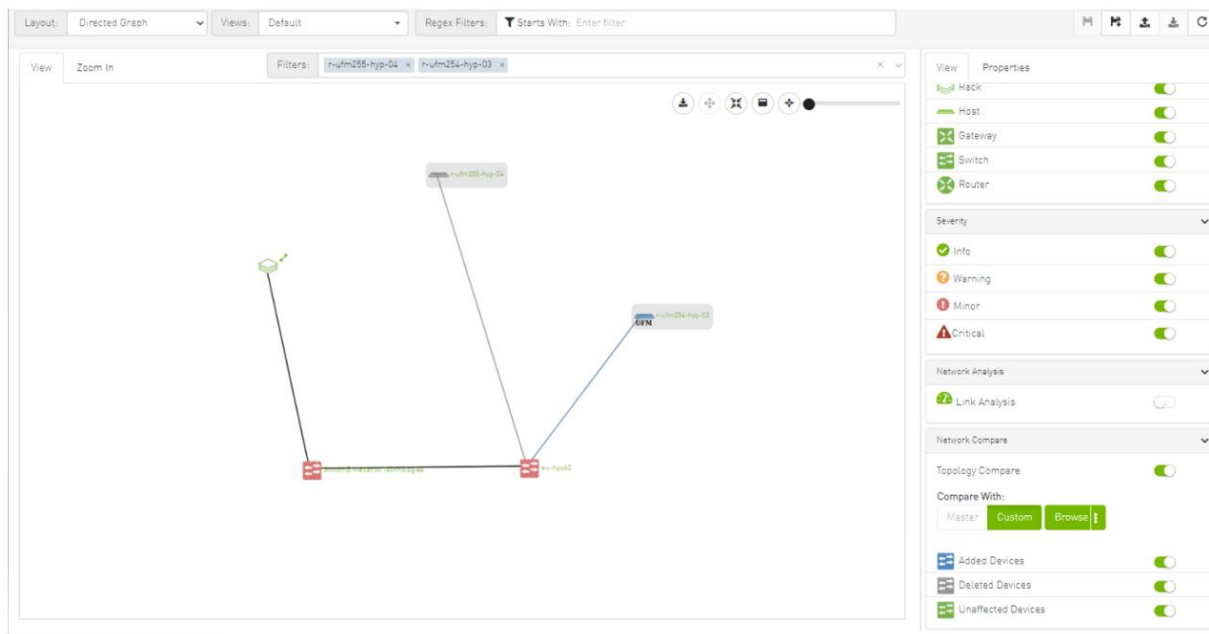 Layout: Directed Graph Views: Default Regex Filters: Starts With: Enter filter
View Zoom In Filters: r-ufm255-hyp-04 × r-ufm254-hyp-03 ×
View Properties
Rack
Host
Gateway
Switch
Router
Severity
Info
Warning
Minor
Critical
Network Analysis
Link Analysis
Network Compare
Topology Compare
Compare With:
Master Custom Browse
Added Devices
Deleted Devices
Unaffected Devices
r-ufm255-hyp-04
r-ufm254-hyp-03
UFM
Technologies